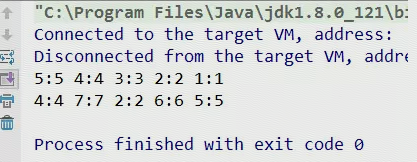 "C:\Program Files\Java\jdk1.8.0_121\bi
Connected to the target VM, address:
Disconnected from the target VM, addre
5:5 4:4 3:3 2:2 1:1
4:4 7:7 2:2 6:6 5:5
Process finished with exit code 0